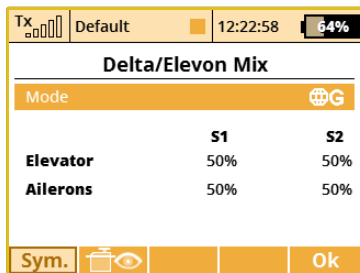 Tx Default 12:22:58 64%
Delta/Elevon Mix
Mode G
S1 S2
Elevator 50% 50%
Ailerons 50% 50%
Sym. Ok